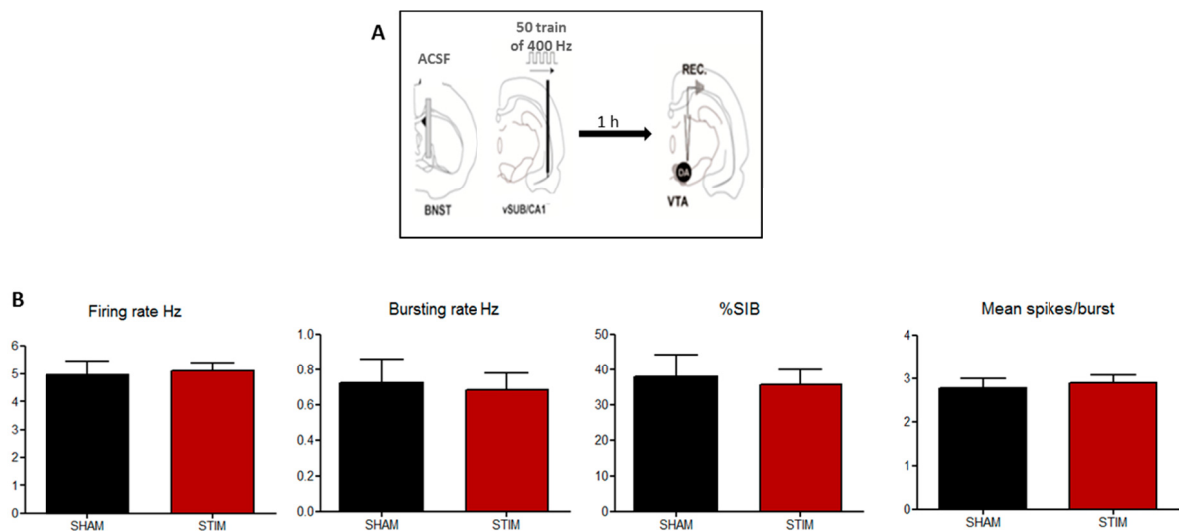 A
50 train
of 400 Hz
ACSF
REC.
1 h
DA
BNST
vSUB/CA1
VTA
B
Firing rate Hz
6
5
4
3
2
1
0
SHAM STIM
Bursting rate Hz
1.0
0.8
0.6
0.4
0.2
0.0
SHAM STIM
%SIB
50
40
30
20
10
0
SHAM STIM
Mean spikes/burst
4
3
2
1
0
SHAM STIM